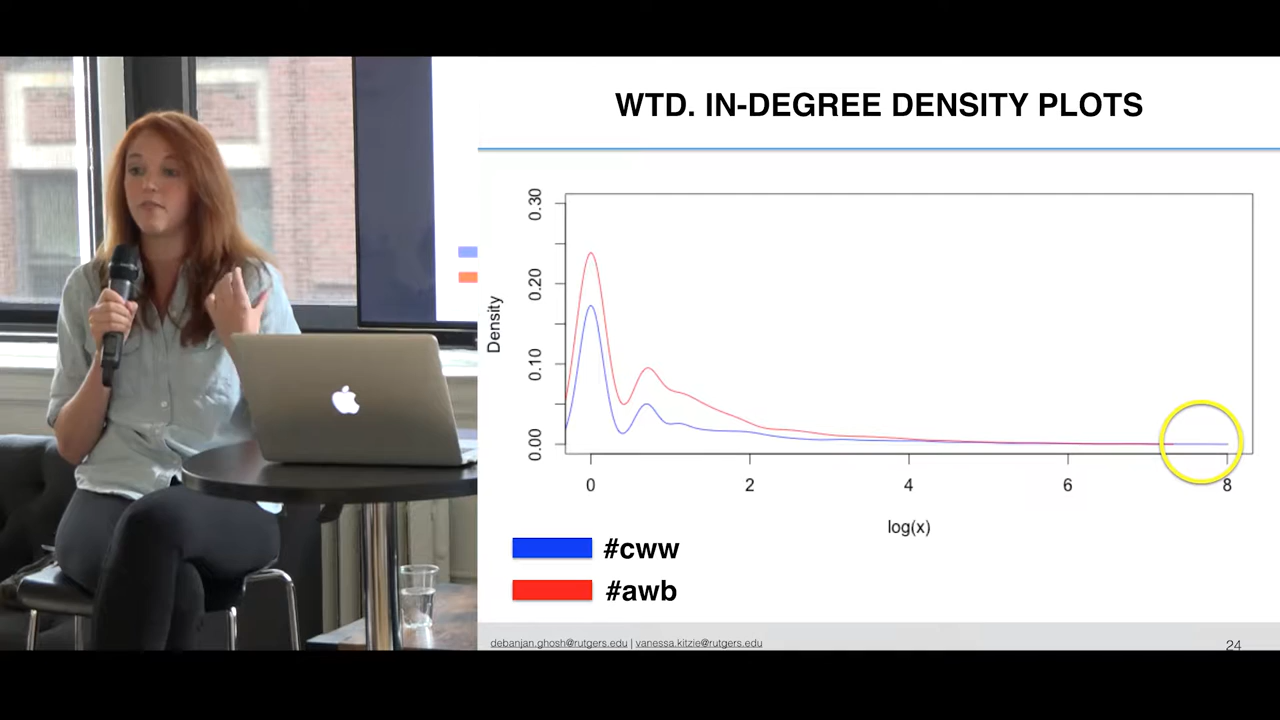 WTD. IN-DEGREE DENSITY PLOTS
0.30
0.20
0.10
0.00
Density
0 2 4 6 8
log(x)
#cww
#awb
debanjan.ghosh@rutgers.edu | vanessa.kitzie@rutgers.edu
24